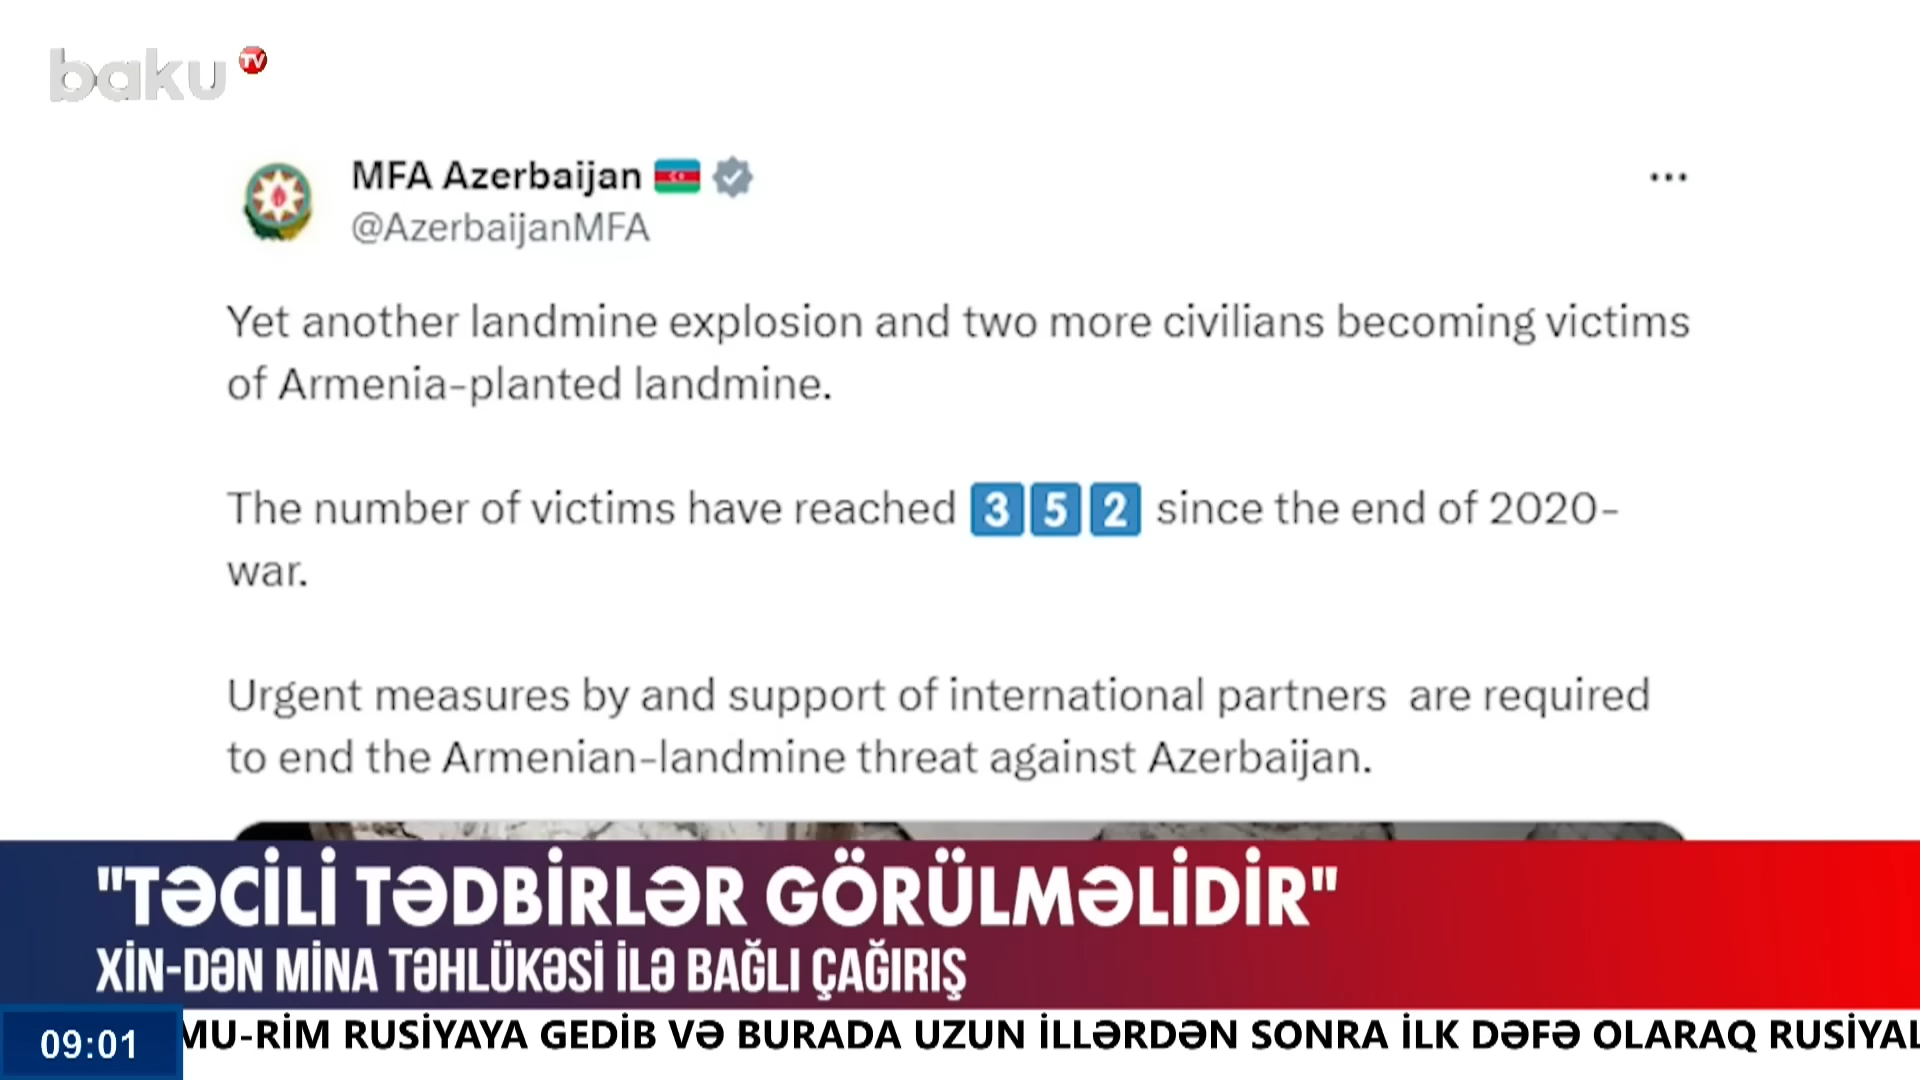 baku TV
MFA Azerbaijan
@AzerbaijanMFA
Yet another landmine explosion and two more civilians becoming victims
of Armenia-planted landmine.
The number of victims have reached 352 since the end of 2020-
war.
Urgent measures by and support of international partners are required
to end the Armenian-landmine threat against Azerbaijan.
"TƏCİLİ TƏDBİRLƏR GÖRÜLMƏLİDİR"
XİN-DƏN MİNA TƏHLÜKƏSİ İLƏ BAĞLI ÇAĞIRIŞ
09:01
MU-RİM RUSİYAYA GEDİB VƏ BURADA UZUN İLLƏRDƏN SONRA İLK DƏFƏ OLARAQ RUSİYAL